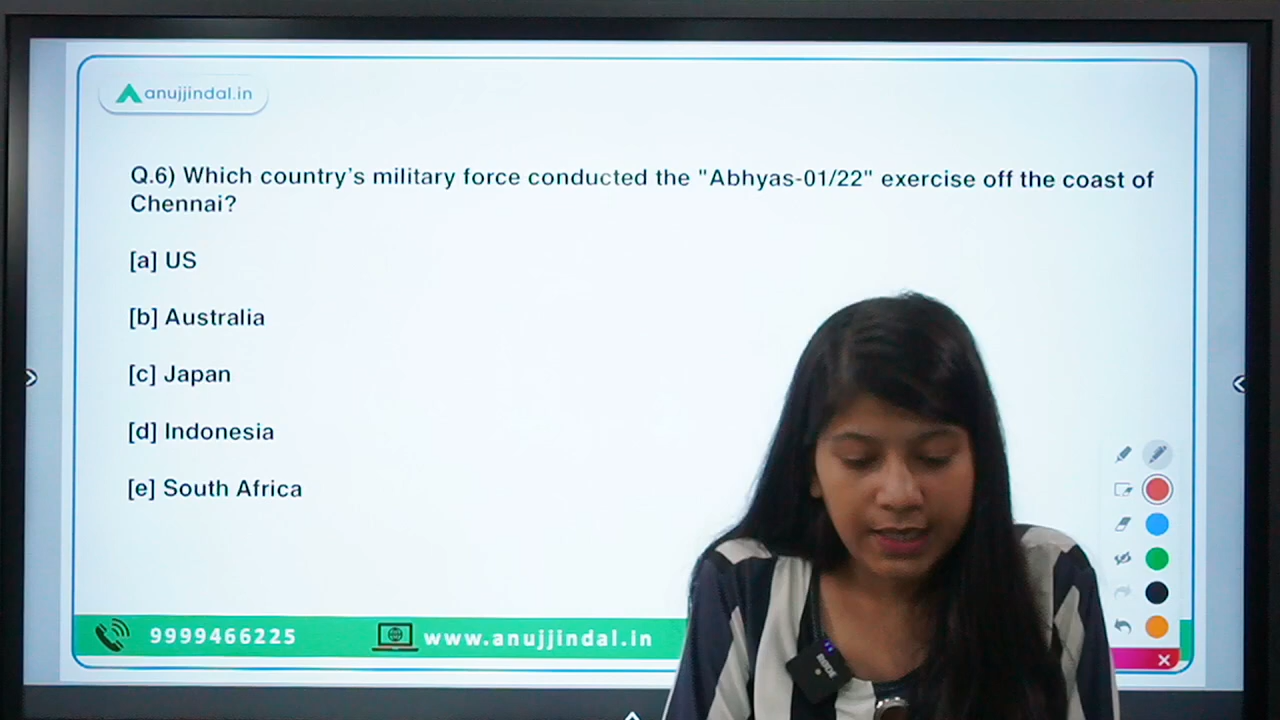 anujjindal.in
Q.6) Which country's military force conducted the "Abhyas-01/22" exercise off the coast of
Chennai?
[a] US
[b] Australia
[c] Japan
[d] Indonesia
[e] South Africa
9999466225
www.anujjindal.in